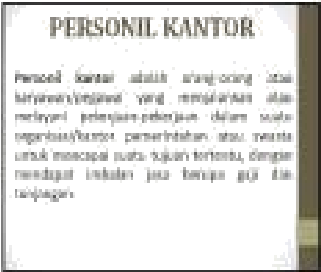 PERSONIL KANTOR
Personil kantor adalah orang-orang atau
karyawan/pegawai yang menjalankan atau
melayani pekerjaan-pekerjaan dalam suatu
organisasi/kantor pemerintahan atau swasta
untuk mencapai suatu tujuan tertentu, dengan
mendapat imbalan jasa berupa gaji dan
tunjangan.